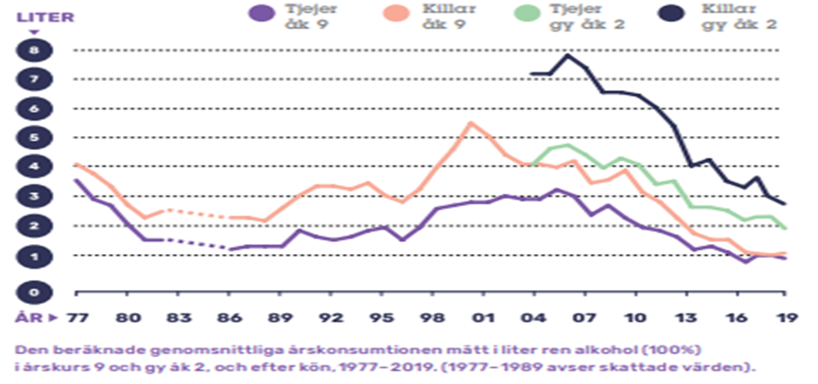 LITER
Tjejer åk 9
Killar åk 9
Tjejer gy åk 2
Killar gy åk 2
8
7
6
5
4
3
2
1
0
ÅR 77 80 83 86 89 92 95 98 01 04 07 10 13 16 19
Den beräknade genomsnittliga årskonsumtionen mätt i liter ren alkohol (100%)
i årskurs 9 och gy åk 2, och efter kön, 1977–2019. (1977–1989 avser skattade värden).